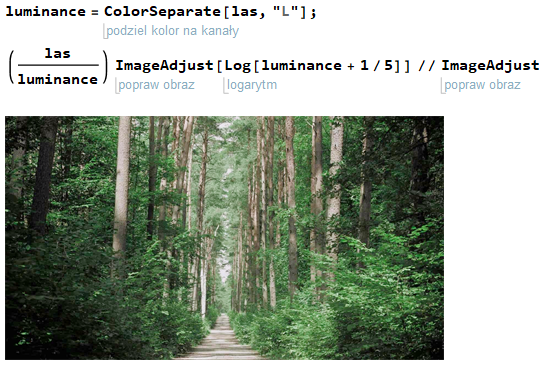 luminance = ColorSeparate[las, "L"];
podziel kolor na kanały
(las/luminance) ImageAdjust[Log[luminance + 1 / 5]] // ImageAdjust
popraw obraz logarytm popraw obraz